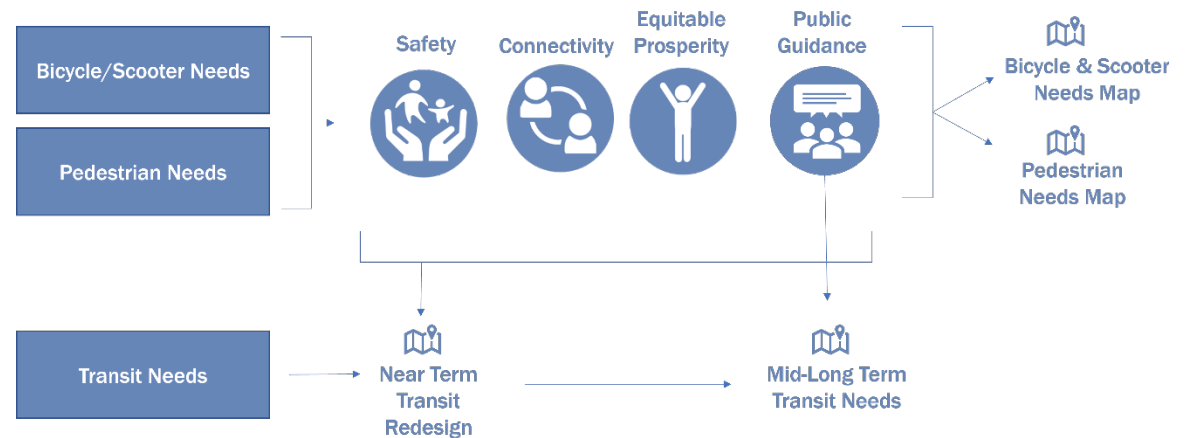 Bicycle/Scooter Needs
Pedestrian Needs
Safety
Connectivity
Equitable
Prosperity
Public
Guidance
Bicycle & Scooter
Needs Map
Pedestrian
Needs Map
Transit Needs
Near Term
Transit
Redesign
Mid-Long Term
Transit Needs